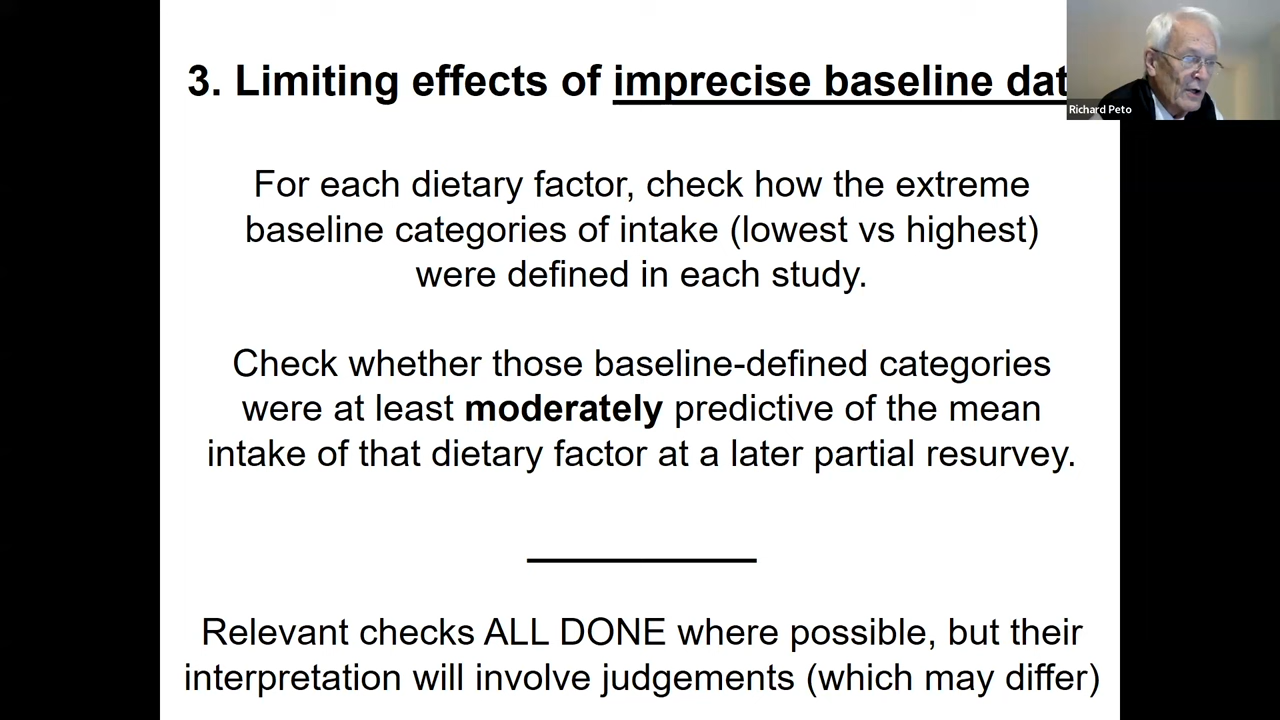 3. Limiting effects of imprecise baseline dat
Richard Peto
For each dietary factor, check how the extreme
baseline categories of intake (lowest vs highest)
were defined in each study.
Check whether those baseline-defined categories
were at least moderately predictive of the mean
intake of that dietary factor at a later partial resurvey.
Relevant checks ALL DONE where possible, but their
interpretation will involve judgements (which may differ)